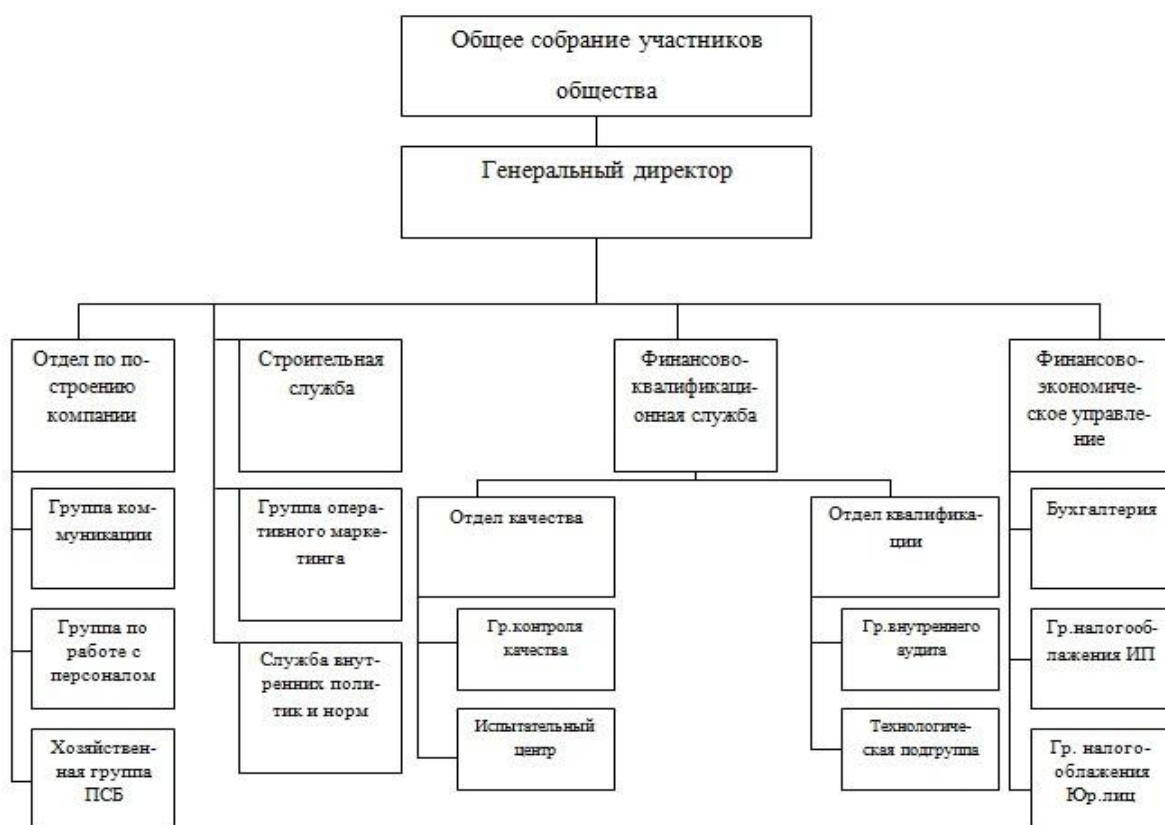 Общее собрание участников
общества
Генеральный директор
Отдел по по-
строению
компании
Строительная
служба
Финансово-
квалификаци-
онная служба
Финансово-
экономиче-
ское управле-
ние
Группа ком-
муникации
Группа опера-
тивного марке-
тинга
Отдел качества
Отдел квалифика-
ции
Бухгалтерия
Группа по
работе с
персоналом
Служба внут-
ренних поли-
тик и норм
Гр.контроля
качества
Гр.внутреннего
аудита
Гр.налогооб-
лажения ИП
Хозяйствен-
ная группа
ПСБ
Испытательный
центр
Технологиче-
ская подгруппа
Гр. налого-
облажения
Юр.лиц